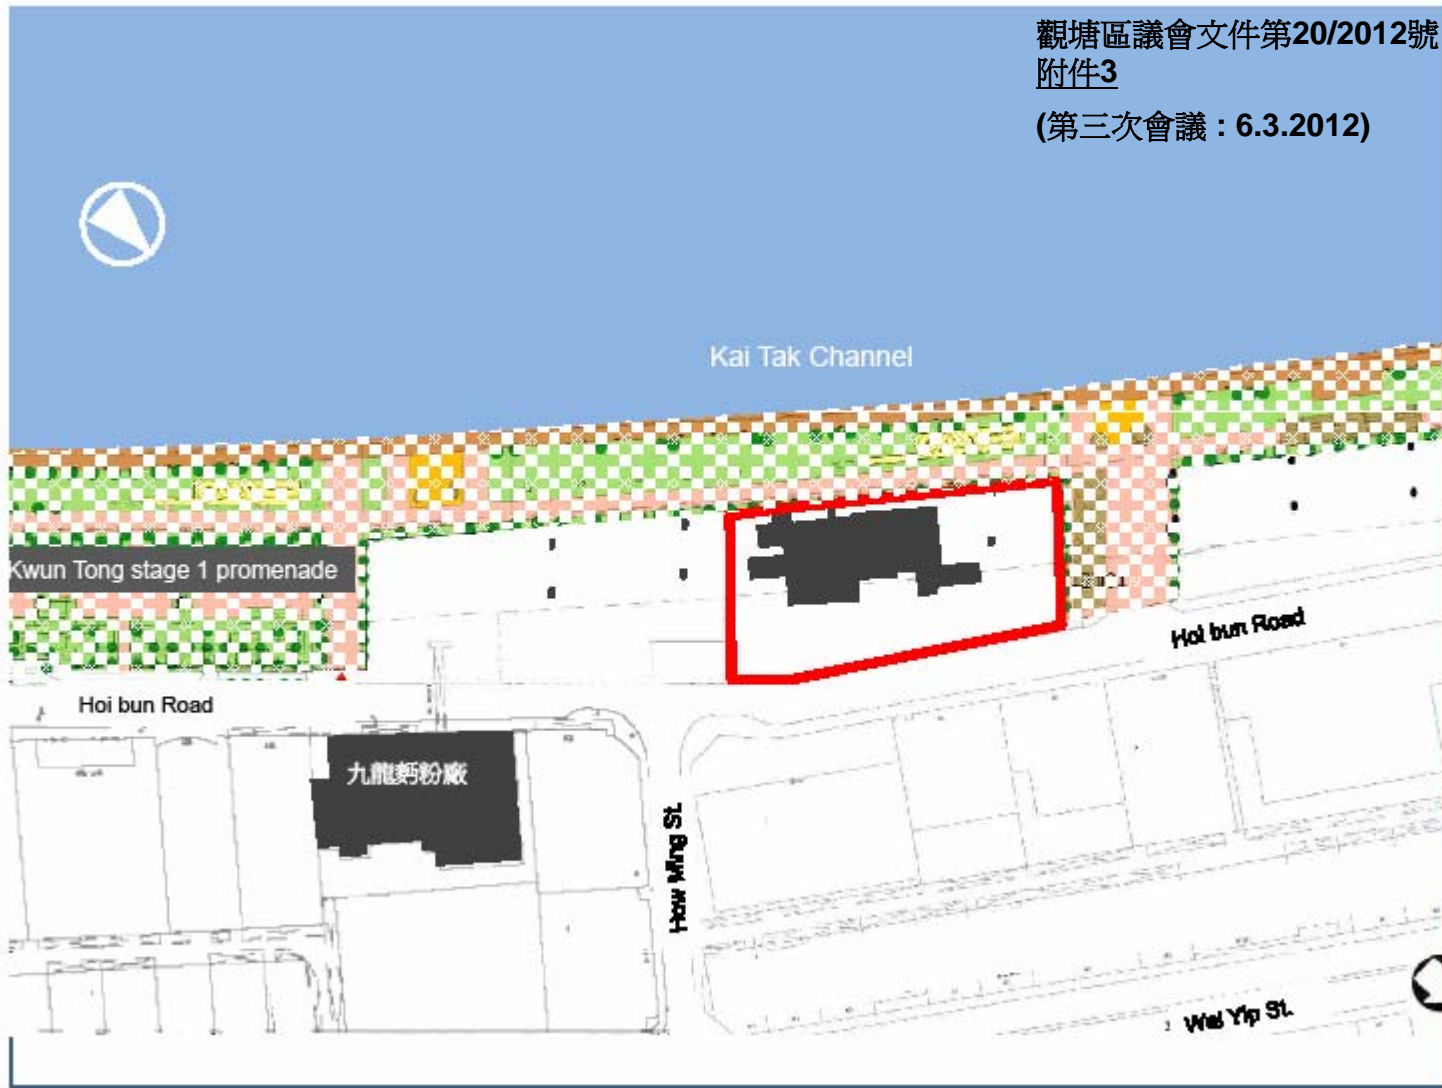 觀塘區議會文件第20/2012號
附件3
(第三次會議 : 6.3.2012)
Kai Tak Channel
Kwun Tong stage 1 promenade
Hoi bun Road
Hoi bun Road
九龍麪粉廠
How Ming St.
Wai Yip St.